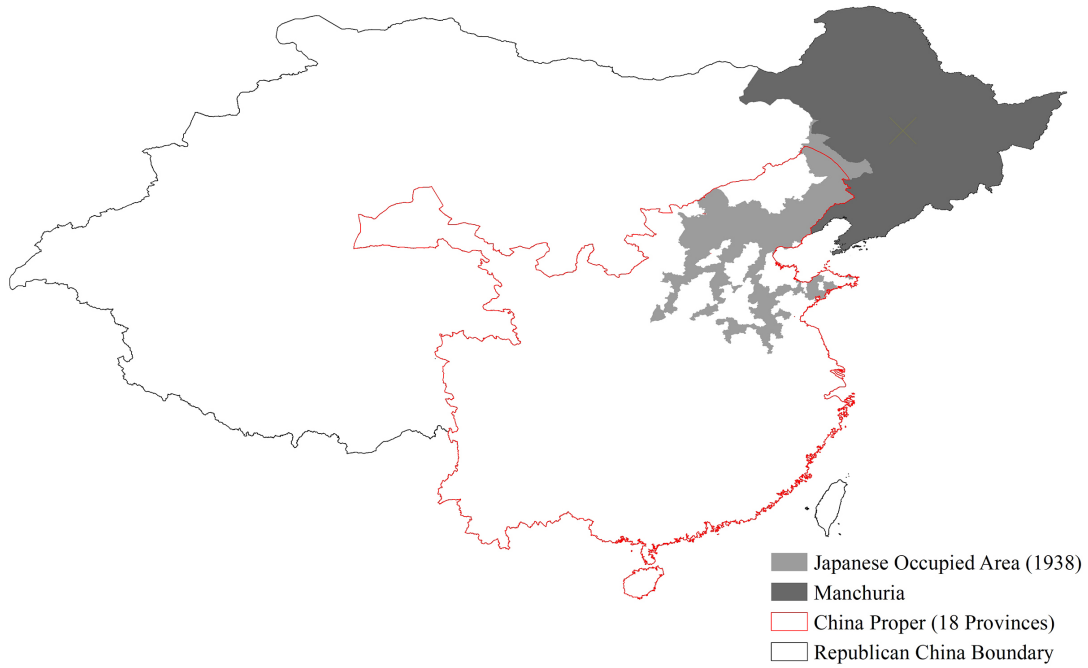 Japanese Occupied Area (1938)
Manchuria
China Proper (18 Provinces)
Republican China Boundary